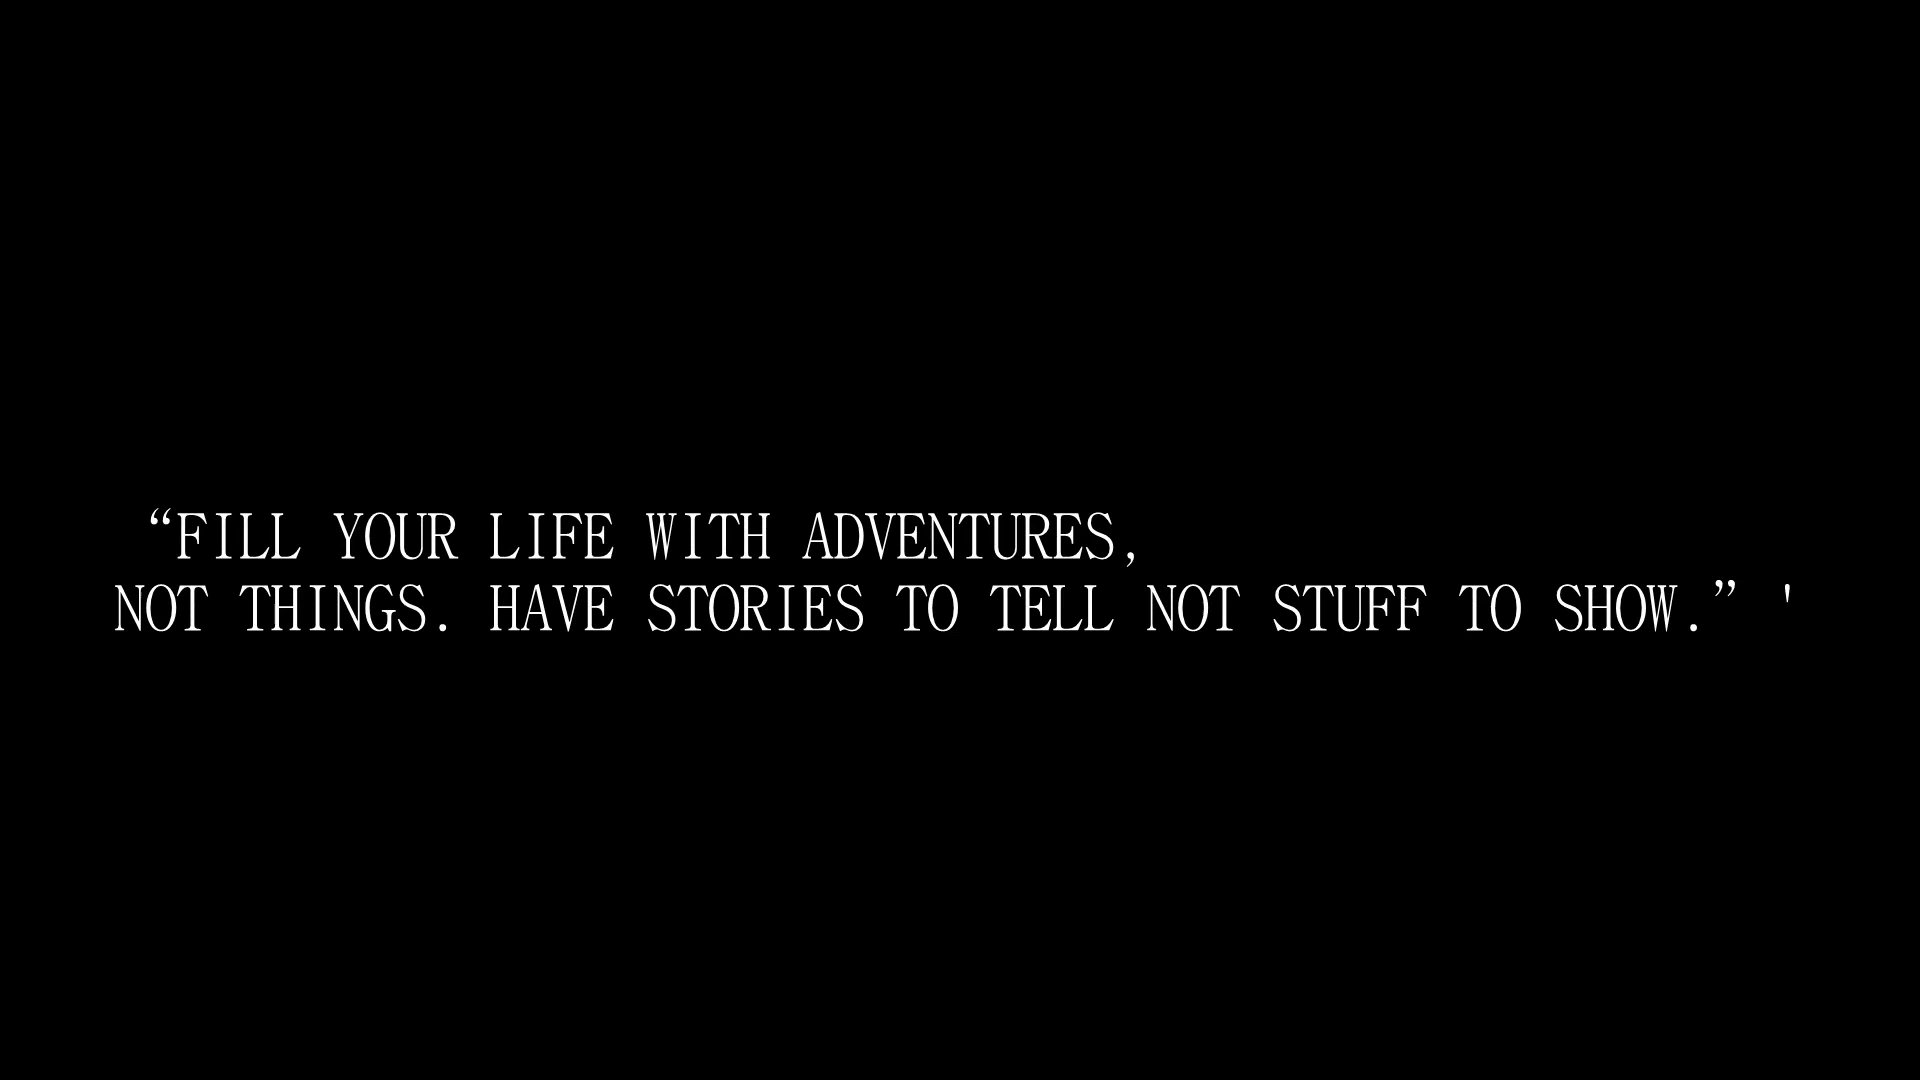 “FILL YOUR LIFE WITH ADVENTURES,
NOT THINGS. HAVE STORIES TO TELL NOT STUFF TO SHOW.” '